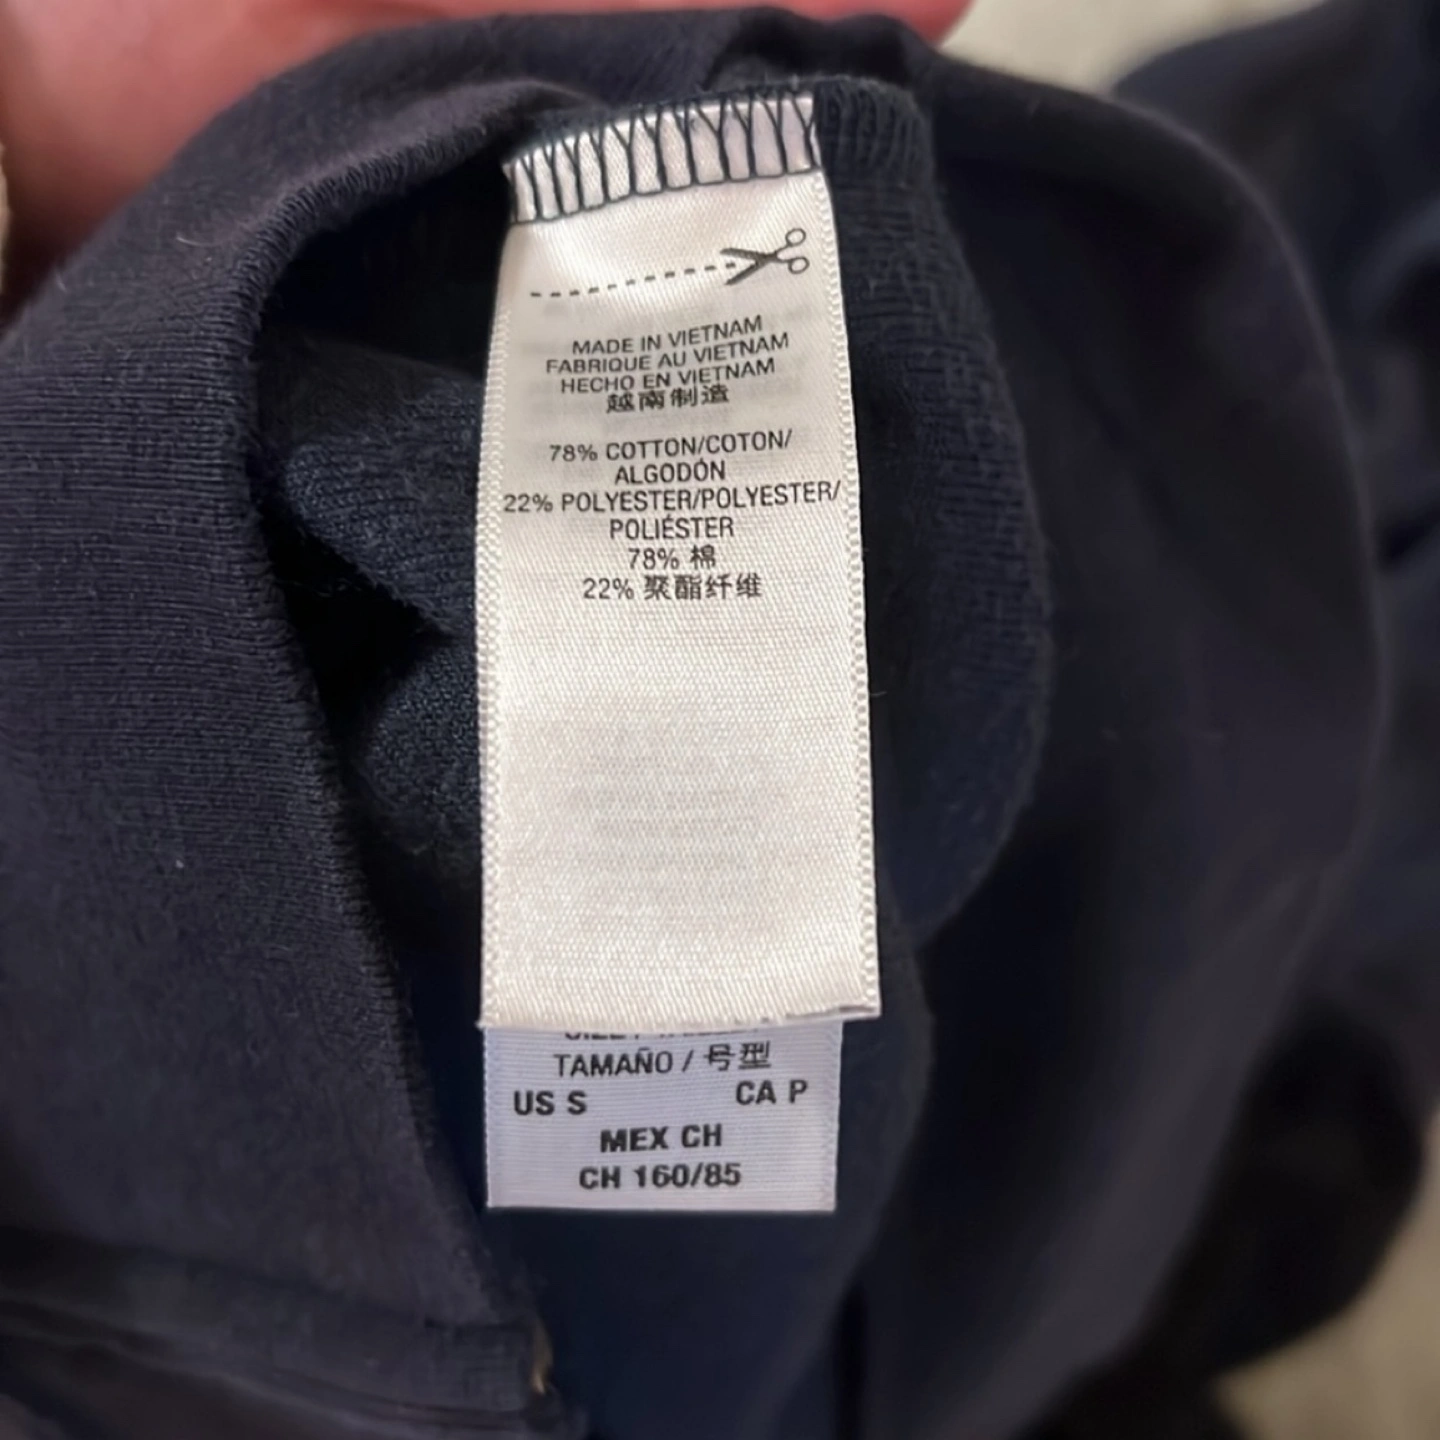 MADE IN VIETNAM
FABRIQUE AU VIETNAM
HECHO EN VIETNAM
越南制造
78% COTTON/COTON/
ALGODÓN
22% POLYESTER/POLYESTER/
POLIÉSTER
78% 棉
22% 聚酯纤维
TAMAÑO / 号型
US S CA P
MEX CH
CH 160/85